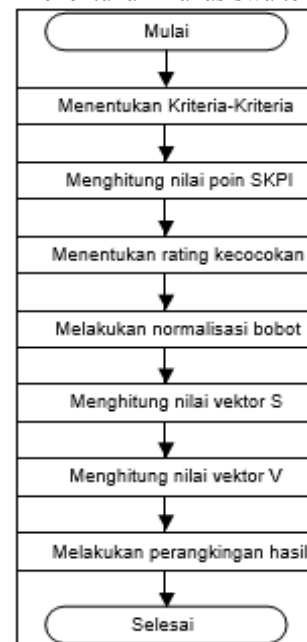 Mulai
Menentukan Kriteria-Kriteria
Menghitung nilai poin SKPI
Menentukan rating kecocokan
Melakukan normalisasi bobot
Menghitung nilai vektor S
Menghitung nilai vektor V
Melakukan perangkingan hasil
Selesai